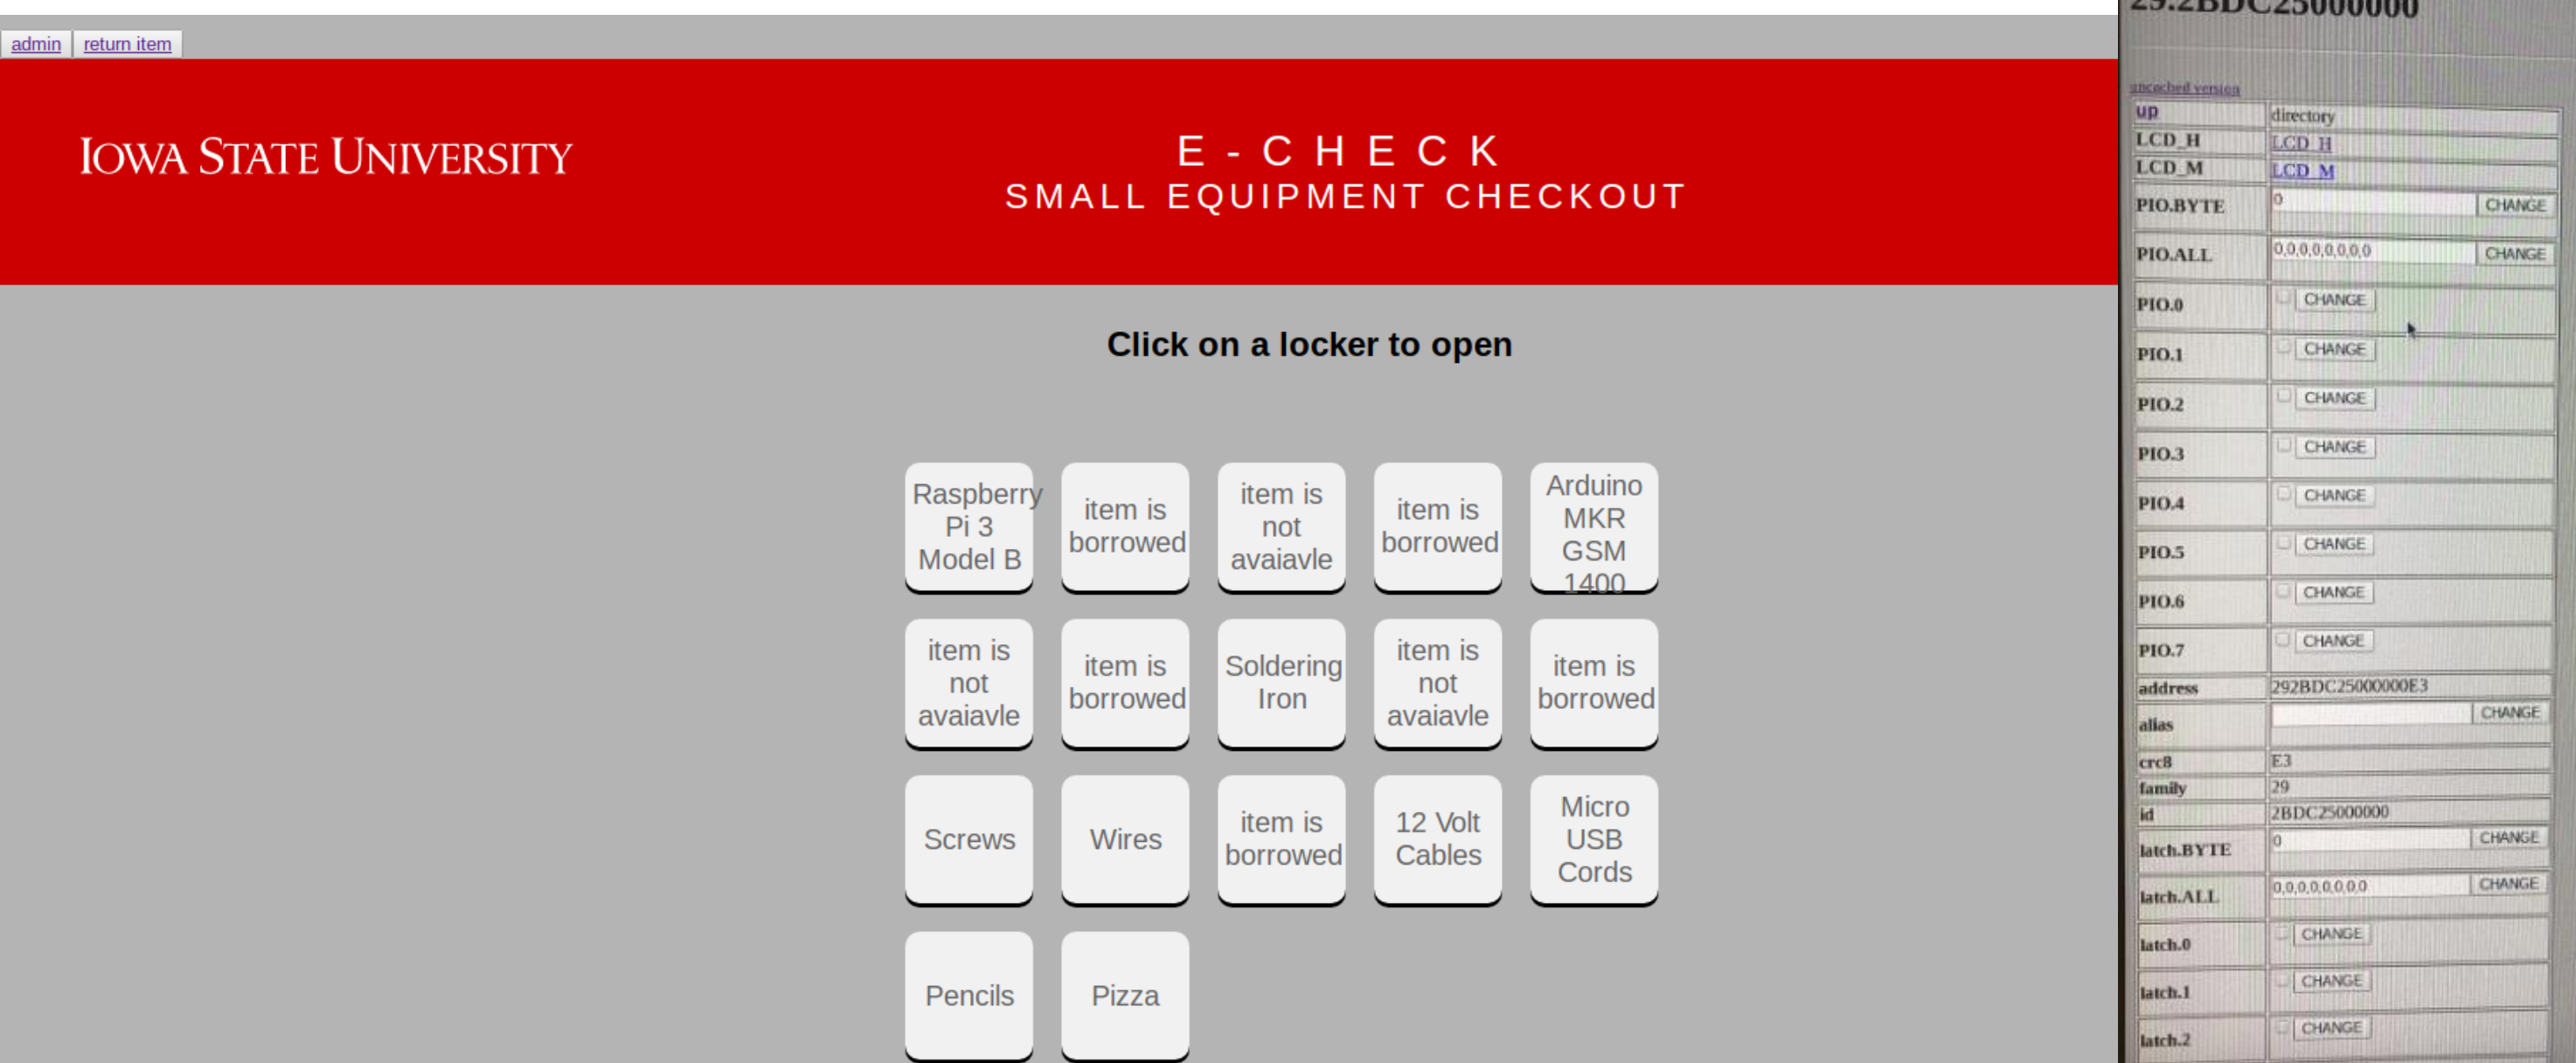 admin return item
IOWA STATE UNIVERSITY
E-CHECK
SMALL EQUIPMENT CHECKOUT
Click on a locker to open
Raspberry
Pi 3
Model B
item is
borrowed
item is
not
avaiavle
item is
borrowed
Arduino
MKR
GSM
1400
item is
not
avaiavle
item is
borrowed
Soldering
Iron
item is
not
avaiavle
item is
borrowed
Screws
Wires
item is
borrowed
12 Volt
Cables
Micro
USB
Cords
Pencils
Pizza
29.2BDC25000000
uncached version
up directory
LCD_H LCD_H
LCD_M LCD_M
PIO.BYTE 0 CHANGE
PIO.ALL 0,0,0,0,0,0,0,0 CHANGE
PIO.0 CHANGE
PIO.1 CHANGE
PIO.2 CHANGE
PIO.3 CHANGE
PIO.4 CHANGE
PIO.5 CHANGE
PIO.6 CHANGE
PIO.7 CHANGE
address 292BDC25000000E3
alias CHANGE
crc8 E3
family 29
id 2BDC25000000
latch.BYTE 0 CHANGE
latch.ALL 0,0,0,0,0,0,0,0 CHANGE
latch.0 CHANGE
latch.1 CHANGE
latch.2 CHANGE